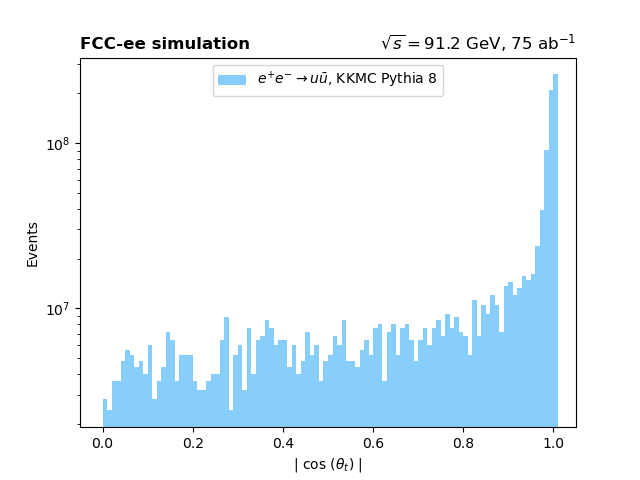 FCC-ee simulation √s = 91.2 GeV, 75 ab⁻¹
e⁺e⁻ → uū, KKMC Pythia 8
10⁸
10⁷
Events
0.0 0.2 0.4 0.6 0.8 1.0
| cos (θₜ) |